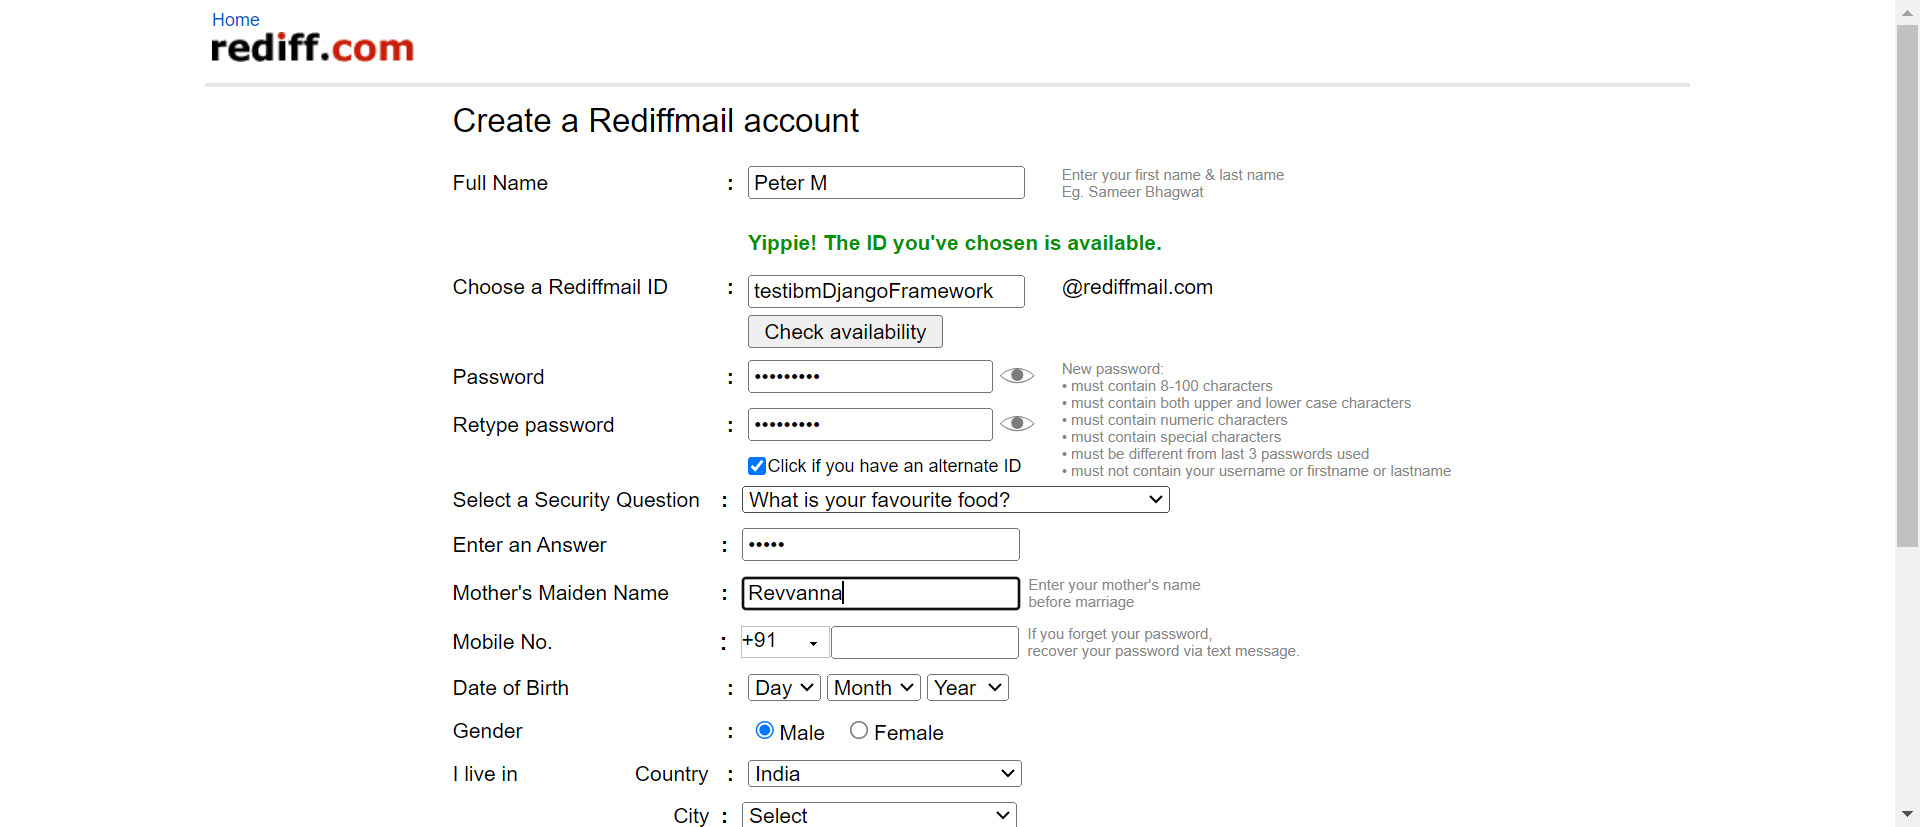 Home
rediff.com
Create a Rediffmail account
Full Name : Peter M Enter your first name & last name
Eg. Sameer Bhagwat
Yippie! The ID you've chosen is available.
Choose a Rediffmail ID : testibmDjangoFramework @rediffmail.com
Check availability
Password : •••••••••
Retype password : •••••••••
New password:
• must contain 8-100 characters
• must contain both upper and lower case characters
• must contain numeric characters
• must contain special characters
• must be different from last 3 passwords used
• must not contain your username or firstname or lastname
Click if you have an alternate ID
Select a Security Question : What is your favourite food?
Enter an Answer : •••••
Mother's Maiden Name : Revvanna Enter your mother's name
before marriage
Mobile No. : +91 If you forget your password,
recover your password via text message.
Date of Birth : Day Month Year
Gender : Male Female
I live in Country : India
City : Select